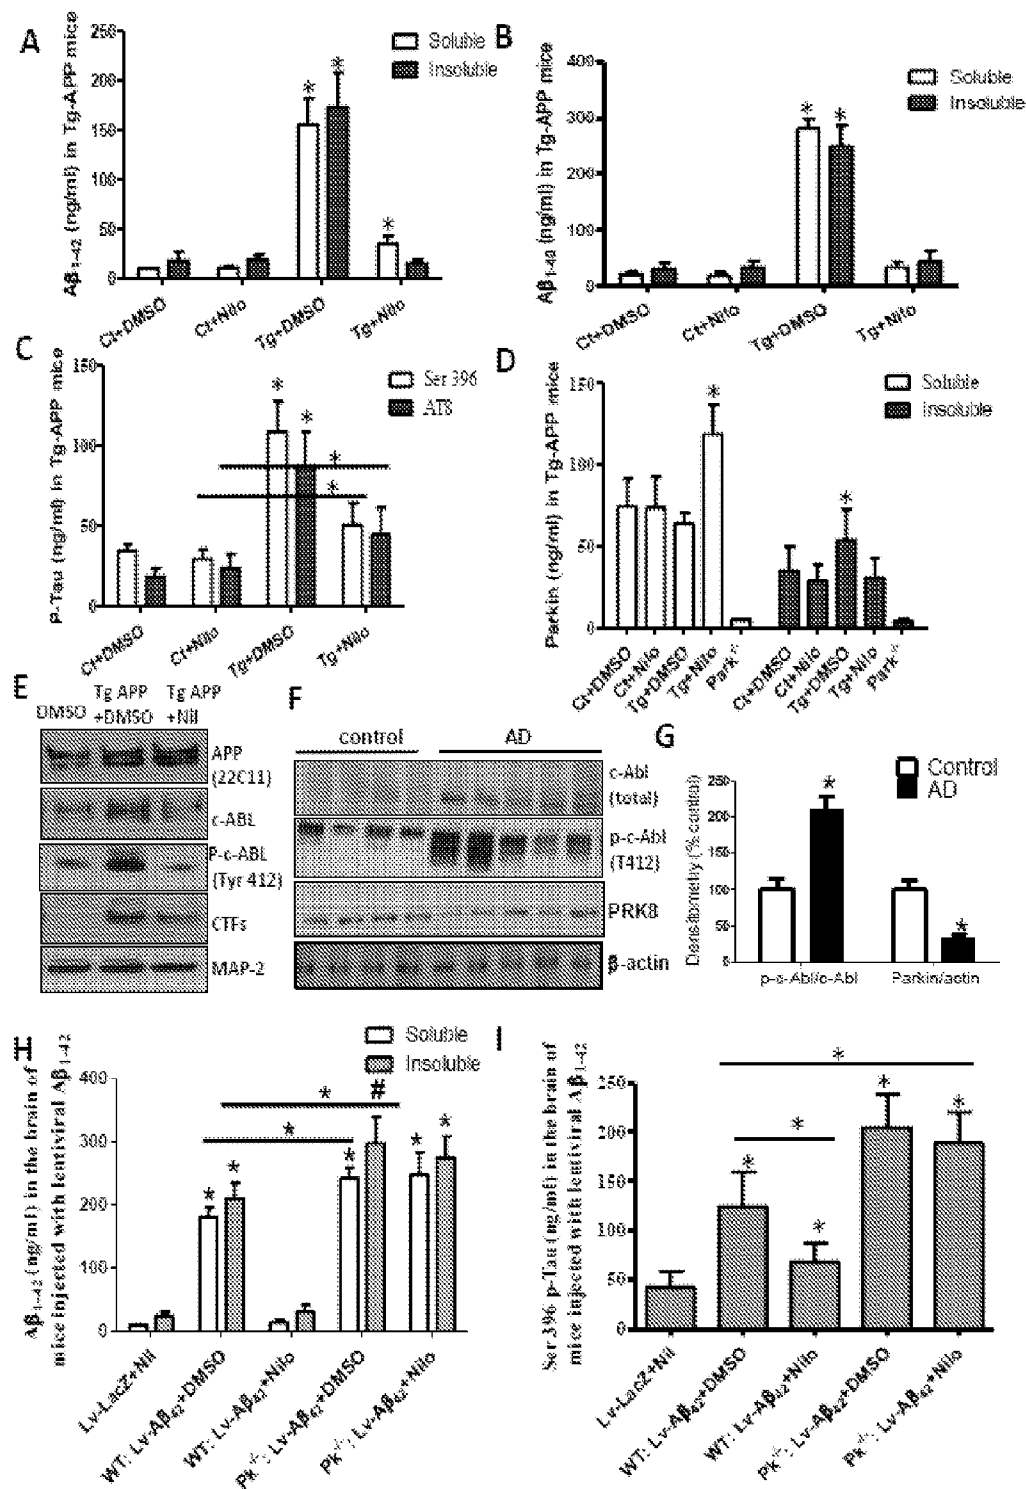 A
Aβ1-42 (ng/ml) in Tg-APP mice
250
200
150
100
50
0
Soluble
Insoluble
* * *
Ct+DMSO
Ct+Nilo
Tg+DMSO
Tg+Nilo
B
Aβ1-40 (ng/ml) in Tg-APP mice
400
300
200
100
0
Soluble
Insoluble
* *
Ct+DMSO
Ct+Nilo
Tg+DMSO
Tg+Nilo
C
P-Tau (ng/ml) in Tg-APP mice
150
100
50
0
Ser 396
AT8
* * * *
Ct+DMSO
Ct+Nilo
Tg+DMSO
Tg+Nilo
D
Parkin (ng/ml) in Tg-APP mice
150
100
50
0
Soluble
Insoluble
* *
Ct+DMSO
Ct+Nilo
Tg+DMSO
Tg+Nilo
Park-/-
Ct+DMSO
Ct+Nilo
Tg+DMSO
Tg+Nilo
Park-/-
E
DMSO
Tg APP
+DMSO
Tg APP
+Nil
APP
(22C11)
c-ABL
P-c-ABL
(Tyr 412)
CTFs
MAP-2
F
control
AD
c-Abl
(total)
p-c-Abl
(T412)
PRK8
β-actin
G
Densitometry (% control)
250
200
150
100
50
0
Control
AD
* *
p-c-Abl/c-Abl
Parkin/actin
H
Aβ1-42 (ng/ml) in the brain of
mice injected with lentiviral Aβ1-42
400
300
200
100
0
Soluble
Insoluble
* * * * * # * *
Lv-LacZ+Nil
WT: Lv-Aβ42+DMSO
WT: Lv-Aβ42+Nilo
Pk-/-: Lv-Aβ42+DMSO
Pk-/-: Lv-Aβ42+Nilo
I
Ser 396 p-Tau (ng/ml) in the brain of
mice injected with lentiviral Aβ1-42
250
200
150
100
50
0
* * * * * *
Lv-LacZ+Nil
WT: Lv-Aβ42+DMSO
WT: Lv-Aβ42+Nilo
Pk-/-: Lv-Aβ42+DMSO
Pk-/-: Lv-Aβ42+Nilo